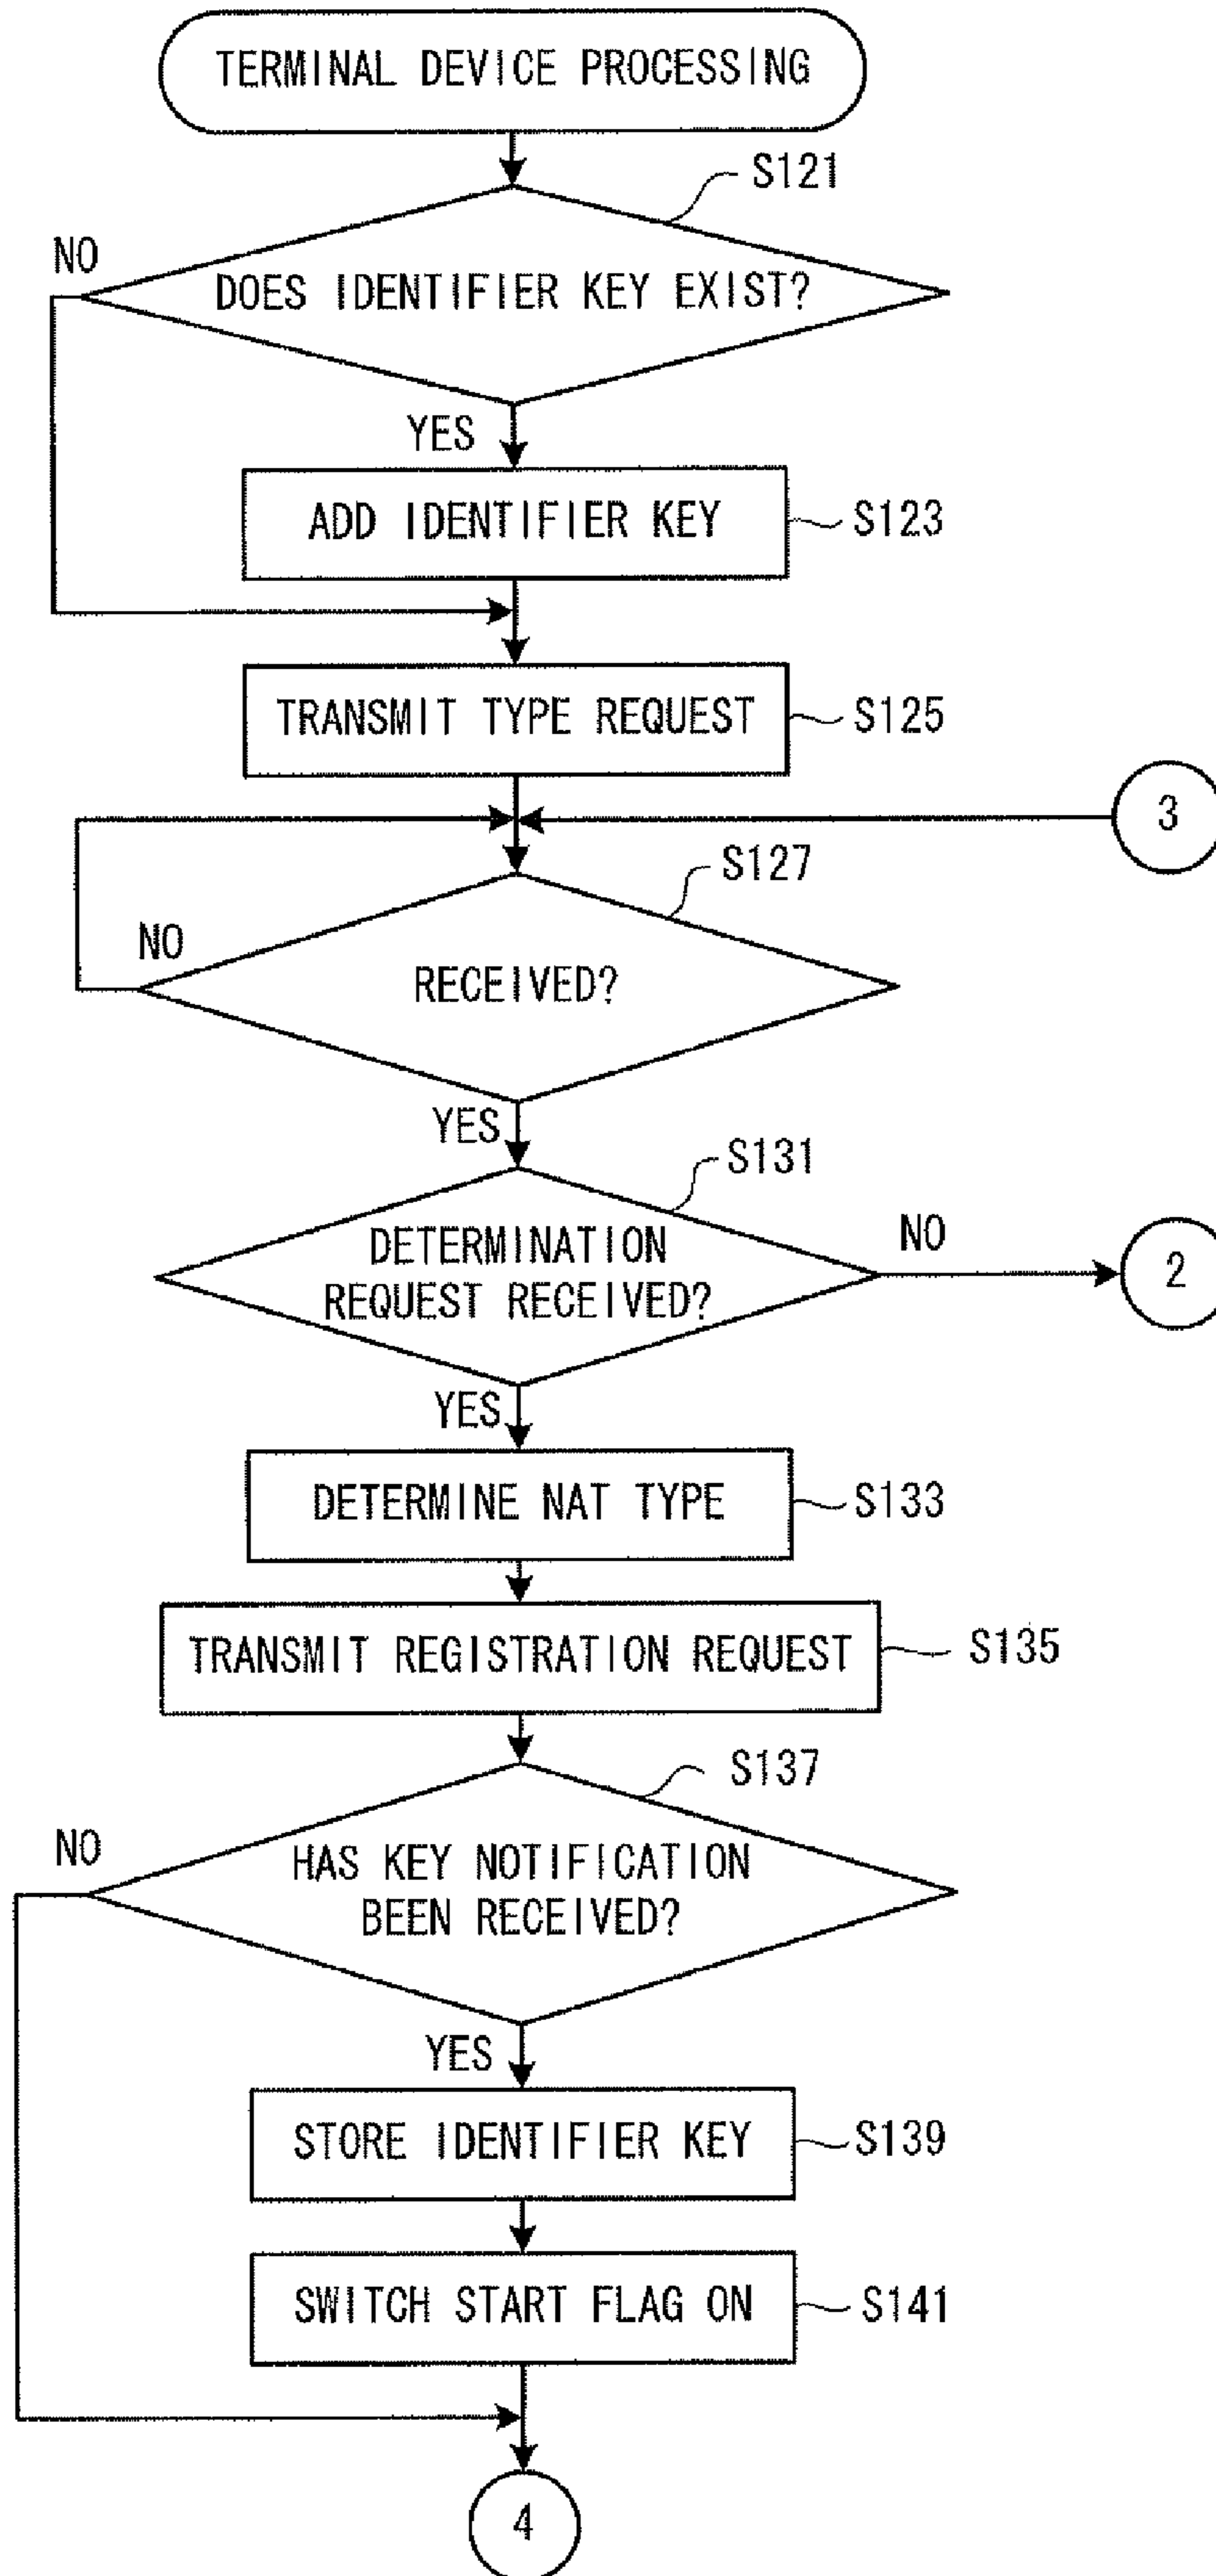 TERMINAL DEVICE PROCESSING
S121
NO
DOES IDENTIFIER KEY EXIST?
YES
ADD IDENTIFIER KEY
S123
TRANSMIT TYPE REQUEST
S125
3
S127
NO
RECEIVED?
YES
S131
DETERMINATION
REQUEST RECEIVED?
NO
2
YES
DETERMINE NAT TYPE
S133
TRANSMIT REGISTRATION REQUEST
S135
S137
NO
HAS KEY NOTIFICATION
BEEN RECEIVED?
YES
STORE IDENTIFIER KEY
S139
SWITCH START FLAG ON
S141
4